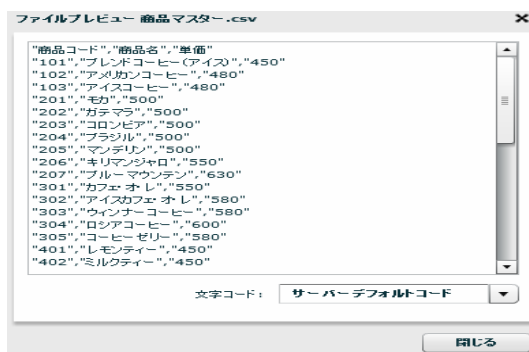 ファイルプレビュー 商品マスター.csv
"商品コード","商品名","単価"
"101","ブレンドコーヒー(アイス)","450"
"102","アメリカンコーヒー","480"
"103","アイスコーヒー","480"
"201","モカ","500"
"202","ガテマラ","500"
"203","コロンビア","500"
"204","ブラジル","500"
"205","マンデリン","500"
"206","キリマンジャロ","550"
"207","ブルーマウンテン","630"
"301","カフェ・オ・レ","550"
"302","アイスカフェ・オ・レ","580"
"303","ウィンナーコーヒー","580"
"304","ロシアコーヒー","600"
"305","コーヒーゼリー","580"
"401","レモンティー","450"
"402","ミルクティー","450"
文字コード: サーバーデフォルトコード
閉じる